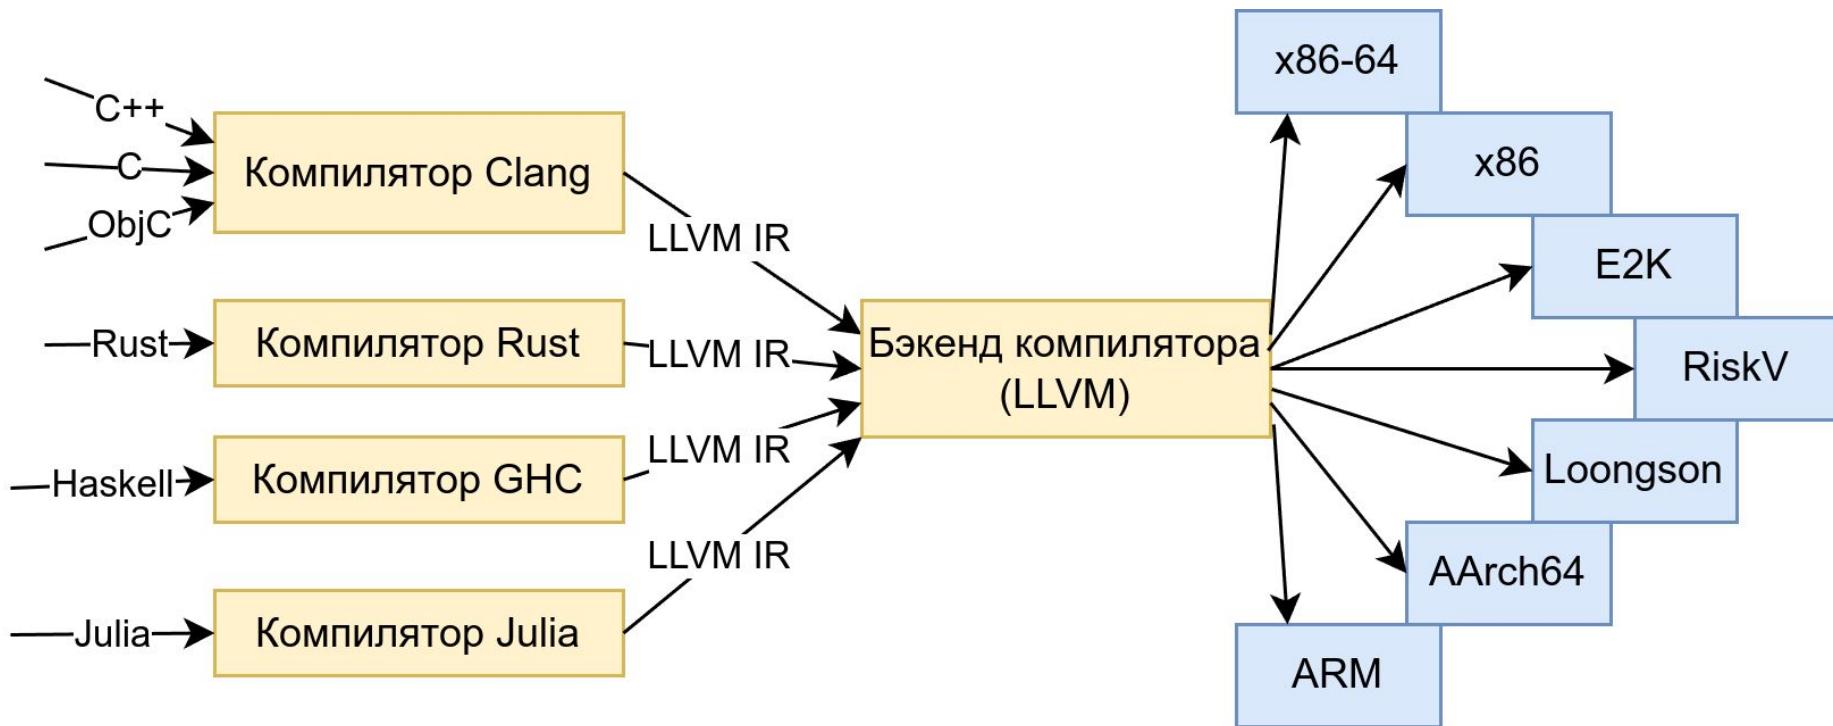 C++
C
ObjC
Компилятор Clang
LLVM IR
Rust
Компилятор Rust
LLVM IR
Haskell
Компилятор GHC
LLVM IR
Julia
Компилятор Julia
LLVM IR
Бэкенд компилятора
(LLVM)
x86-64
x86
E2K
RiskV
Loongson
AArch64
ARM